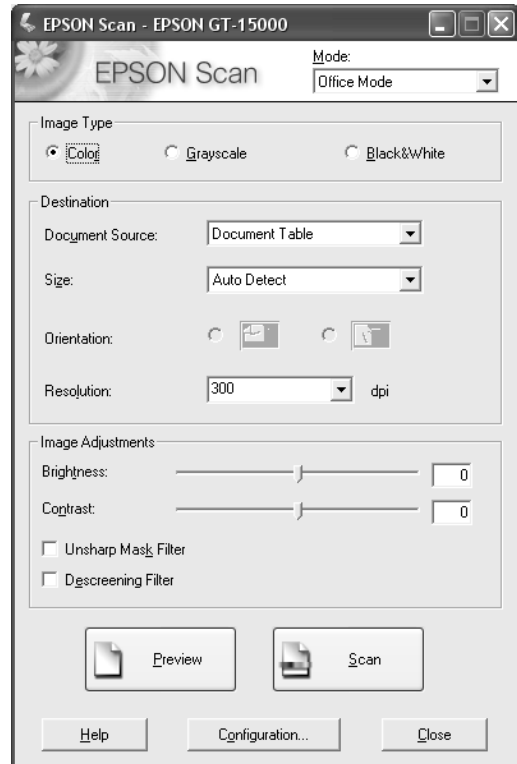 EPSON Scan - EPSON GT-15000
Mode:
EPSON Scan
Office Mode
Image Type
Color Grayscale Black&White
Destination
Document Source: Document Table
Size: Auto Detect
Orientation:
Resolution: 300 dpi
Image Adjustments
Brightness: 0
Contrast: 0
Unsharp Mask Filter
Descreening Filter
Preview Scan
Help Configuration... Close